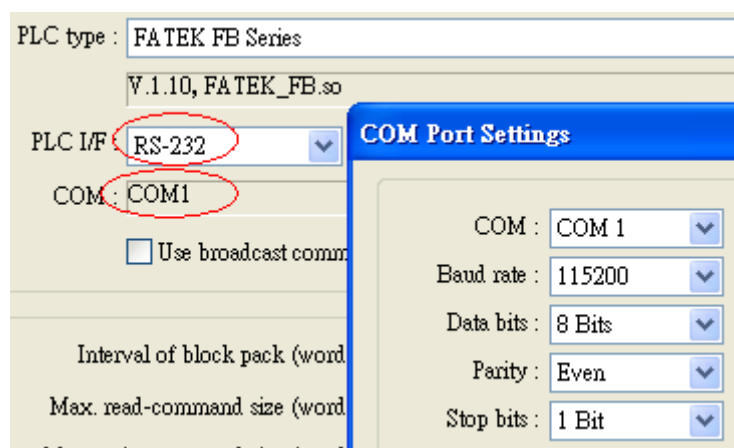 PLC type : FATEK FB Series
V.1.10, FATEK_FB.so
PLC I/F : RS-232
COM : COM1
Use broadcast comm
COM Port Settings
COM : COM 1
Baud rate : 115200
Data bits : 8 Bits
Parity : Even
Stop bits : 1 Bit
Interval of block pack (word
Max. read-command size (word